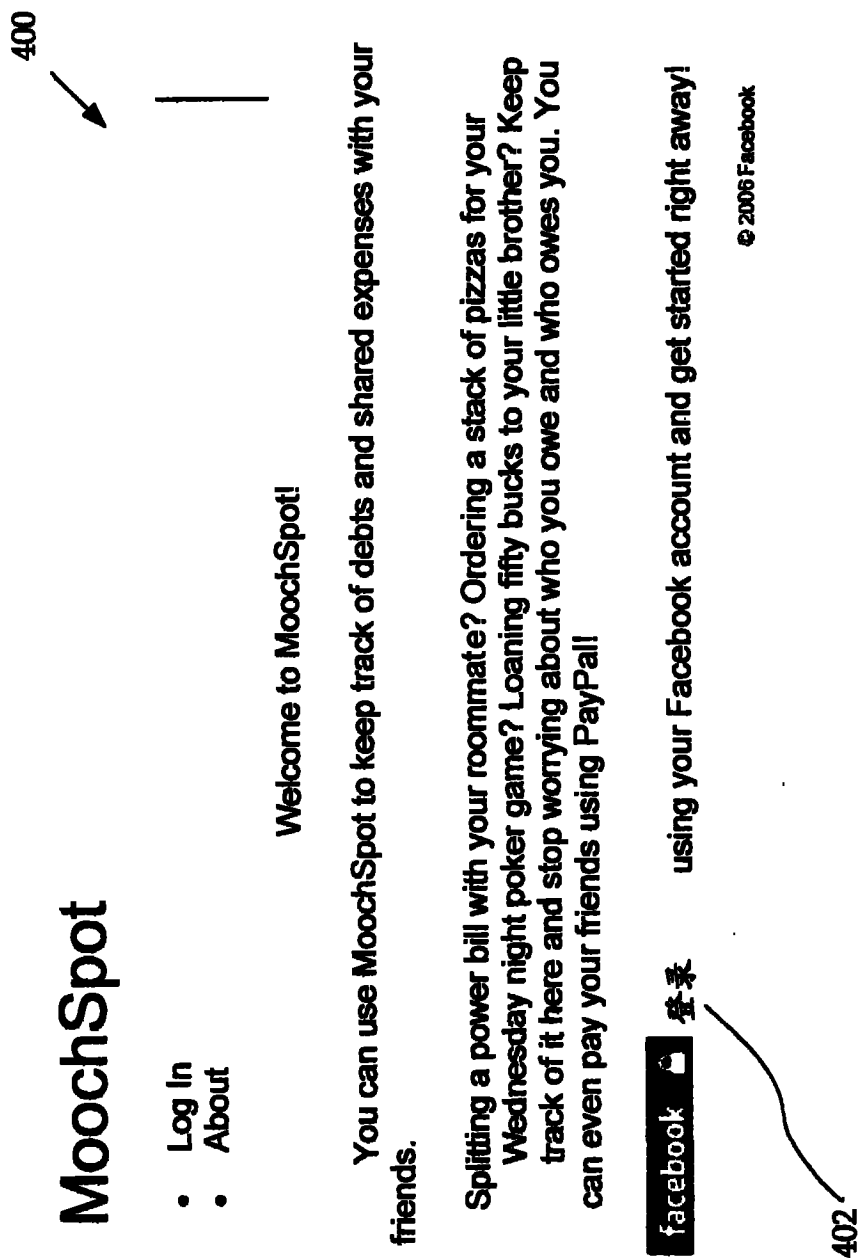 400
MoochSpot
• Log In
• About
Welcome to MoochSpot!
You can use MoochSpot to keep track of debts and shared expenses with your
friends.
Splitting a power bill with your roommate? Ordering a stack of pizzas for your
Wednesday night poker game? Loaning fifty bucks to your little brother? Keep
track of it here and stop worrying about who you owe and who owes you. You
can even pay your friends using PayPal!
facebook 登录 using your Facebook account and get started right away!
402
© 2006 Facebook